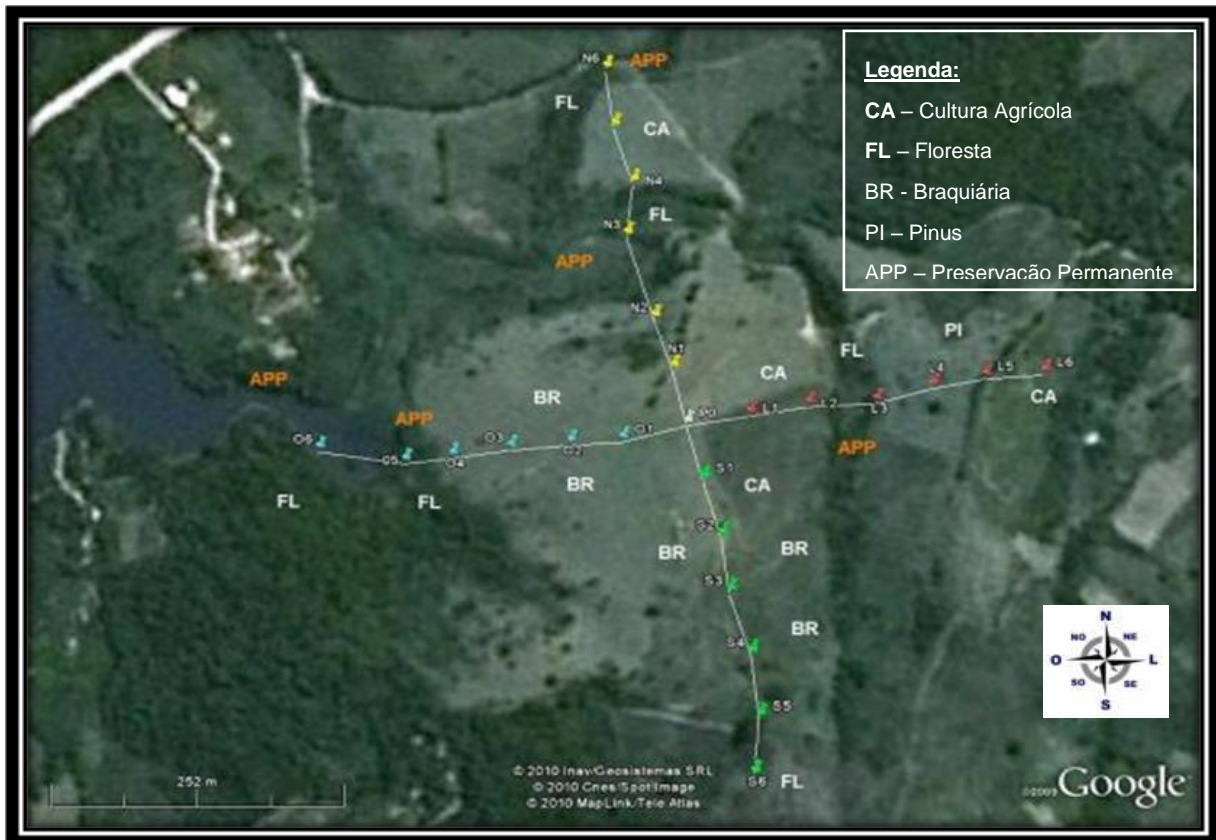 N6
APP
FL
CA
N4
FL
N3
APP
N2
N1
PI
FL
CA
L4
L5
L6
CA
L1
L2
L3
P0
APP
BR
APP
APP
O6
O5
O4
O3
O2
O1
BR
FL
FL
S1
CA
S2
BR
BR
S3
BR
S4
S5
S6
FL
Legenda:
CA – Cultura Agrícola
FL – Floresta
BR - Braquiária
PI – Pinus
APP – Preservação Permanente
N
NO
NE
O
L
SO
SE
S
252 m
© 2010 Inav/Geosistemas SRL
© 2010 Cnes/Spot Image
© 2010 MapLink/Tele Atlas
©2009 Google